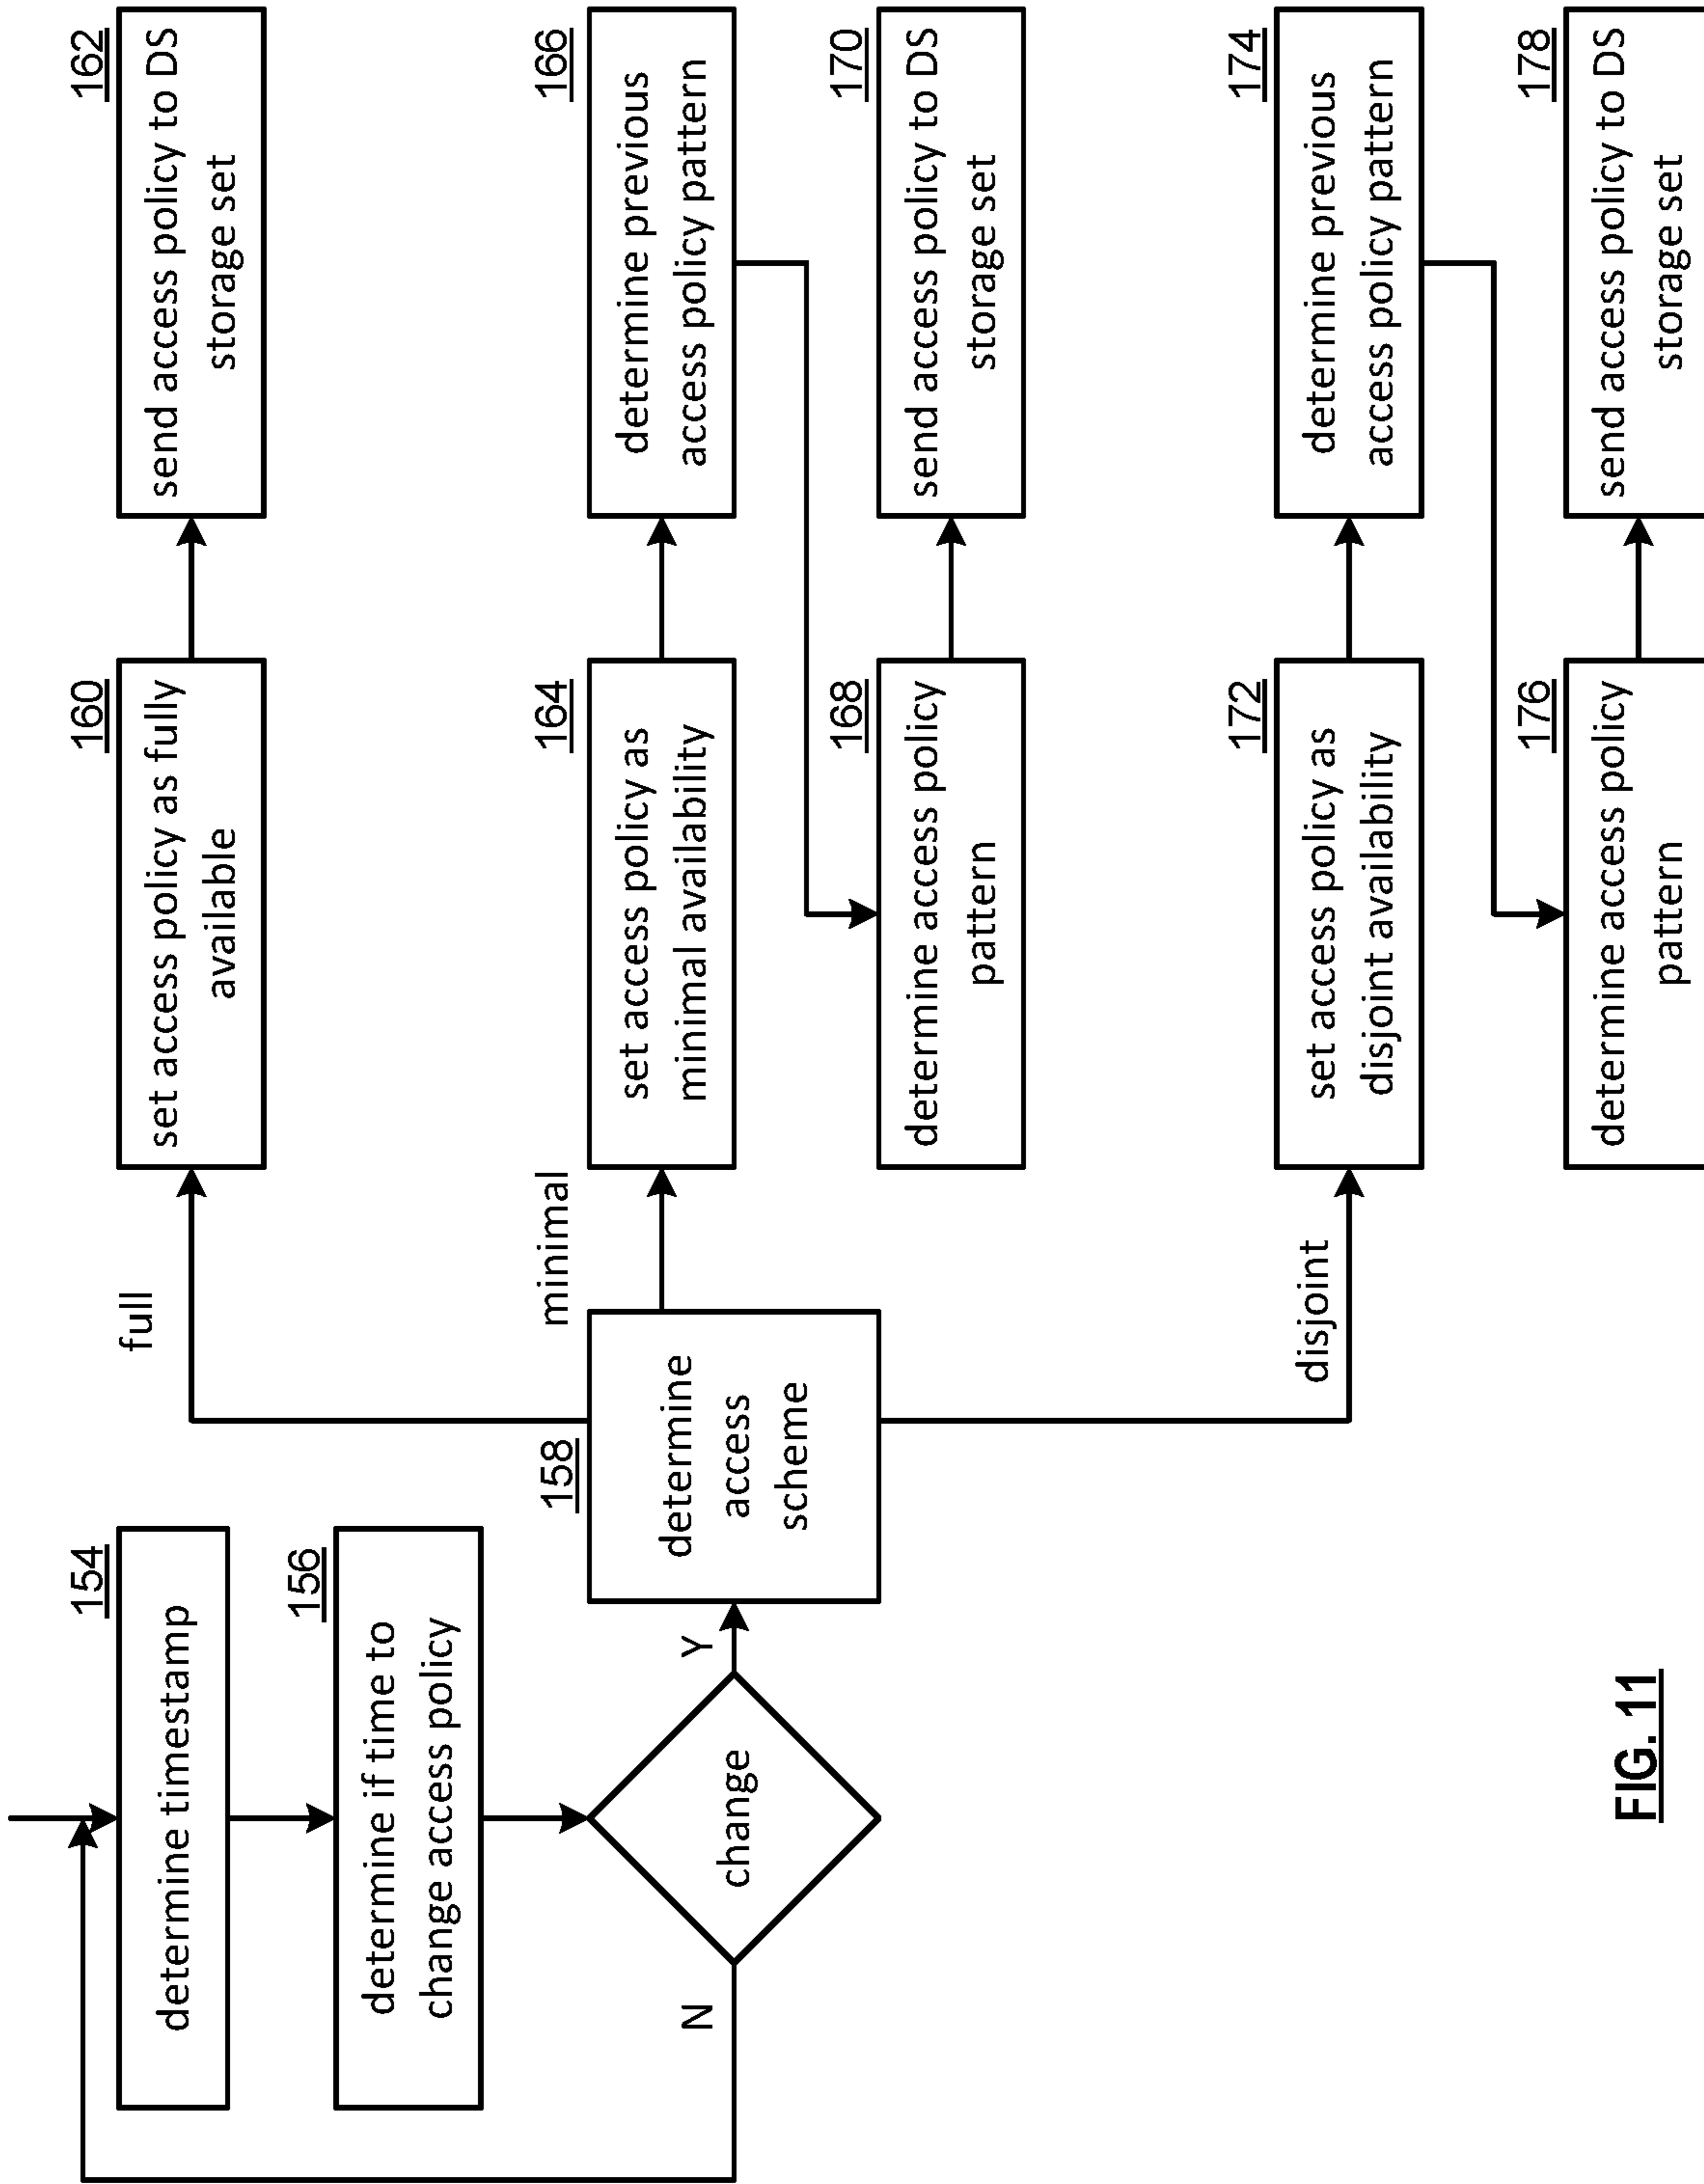 154
determine timestamp
156
determine if time to
change access policy
change
N
Y
158
determine
access
scheme
full
160
set access policy as fully
available
162
send access policy to DS
storage set
minimal
164
set access policy as
minimal availability
166
determine previous
access policy pattern
168
determine access policy
pattern
170
send access policy to DS
storage set
disjoint
172
set access policy as
disjoint availability
174
determine previous
access policy pattern
176
determine access policy
pattern
178
send access policy to DS
storage set
FIG. 11